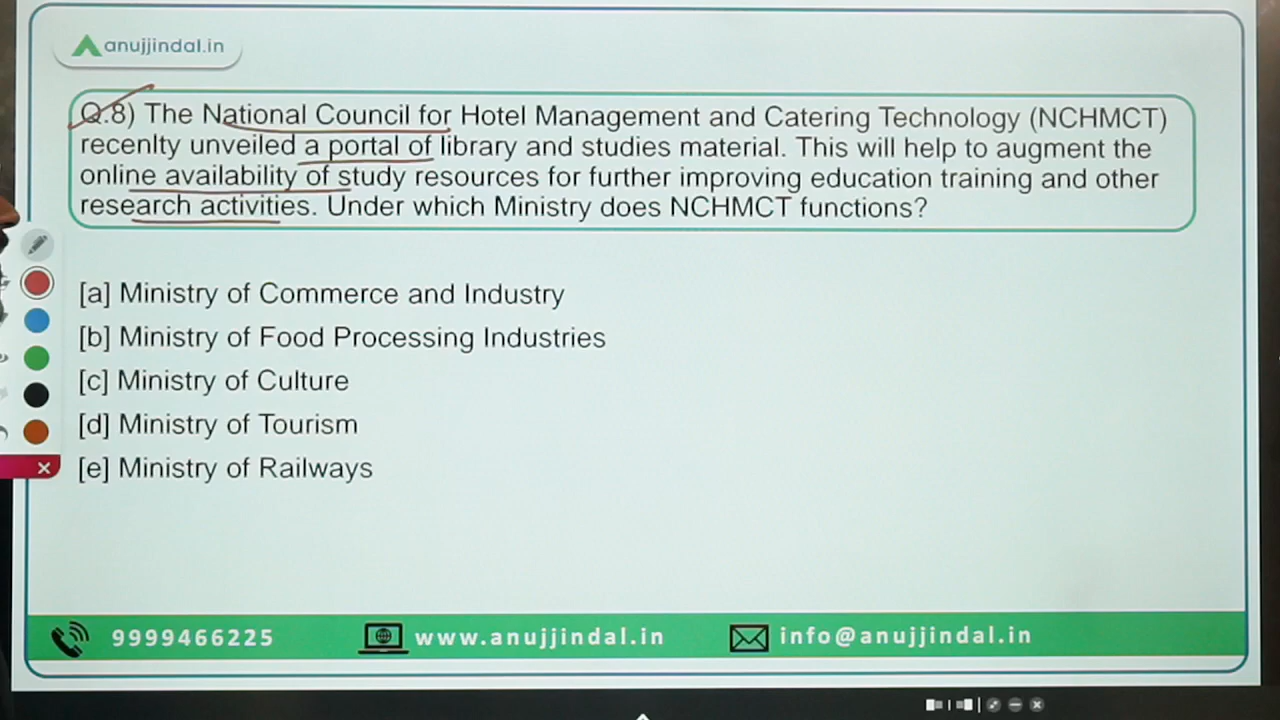 anujjindal.in
Q.8) The National Council for Hotel Management and Catering Technology (NCHMCT)
recenlty unveiled a portal of library and studies material. This will help to augment the
online availability of study resources for further improving education training and other
research activities. Under which Ministry does NCHMCT functions?
[a] Ministry of Commerce and Industry
[b] Ministry of Food Processing Industries
[c] Ministry of Culture
[d] Ministry of Tourism
[e] Ministry of Railways
9999466225 www.anujjindal.in info@anujjindal.in